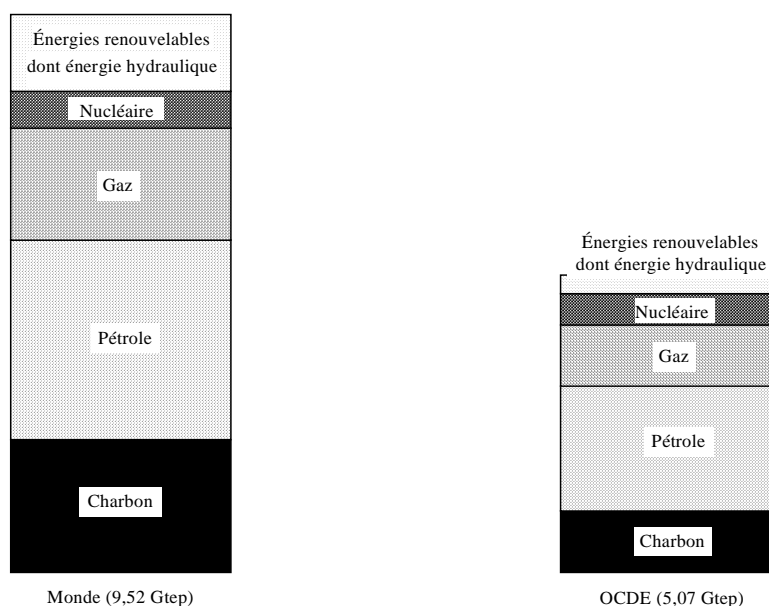 Énergies renouvelables
dont énergie hydraulique
Nucléaire
Gaz
Pétrole
Charbon
Monde (9,52 Gtep)
Énergies renouvelables
dont énergie hydraulique
Nucléaire
Gaz
Pétrole
Charbon
OCDE (5,07 Gtep)